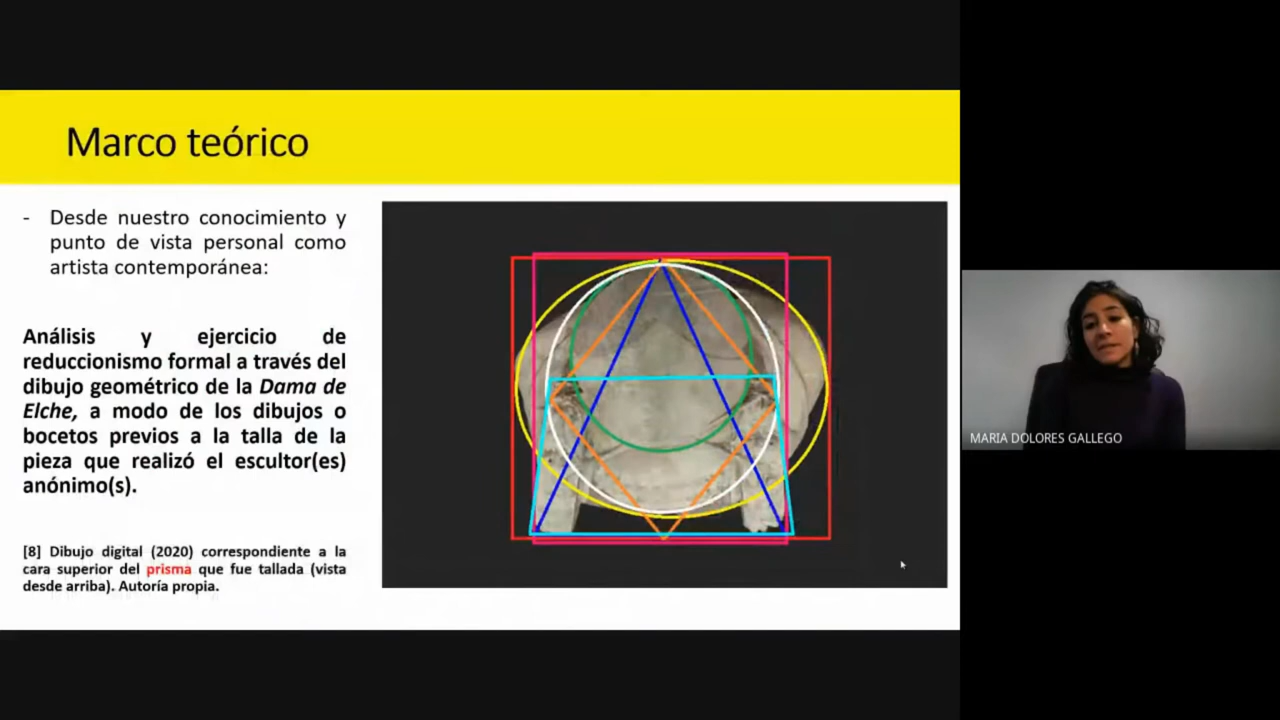 Marco teórico
- Desde nuestro conocimiento y
punto de vista personal como
artista contemporánea:
Análisis y ejercicio de
reduccionismo formal a través del
dibujo geométrico de la Dama de
Elche, a modo de los dibujos o
bocetos previos a la talla de la
pieza que realizó el escultor(es)
anónimo(s).
[8] Dibujo digital (2020) correspondiente a la
cara superior del prisma que fue tallada (vista
desde arriba). Autoría propia.
MARIA DOLORES GALLEGO